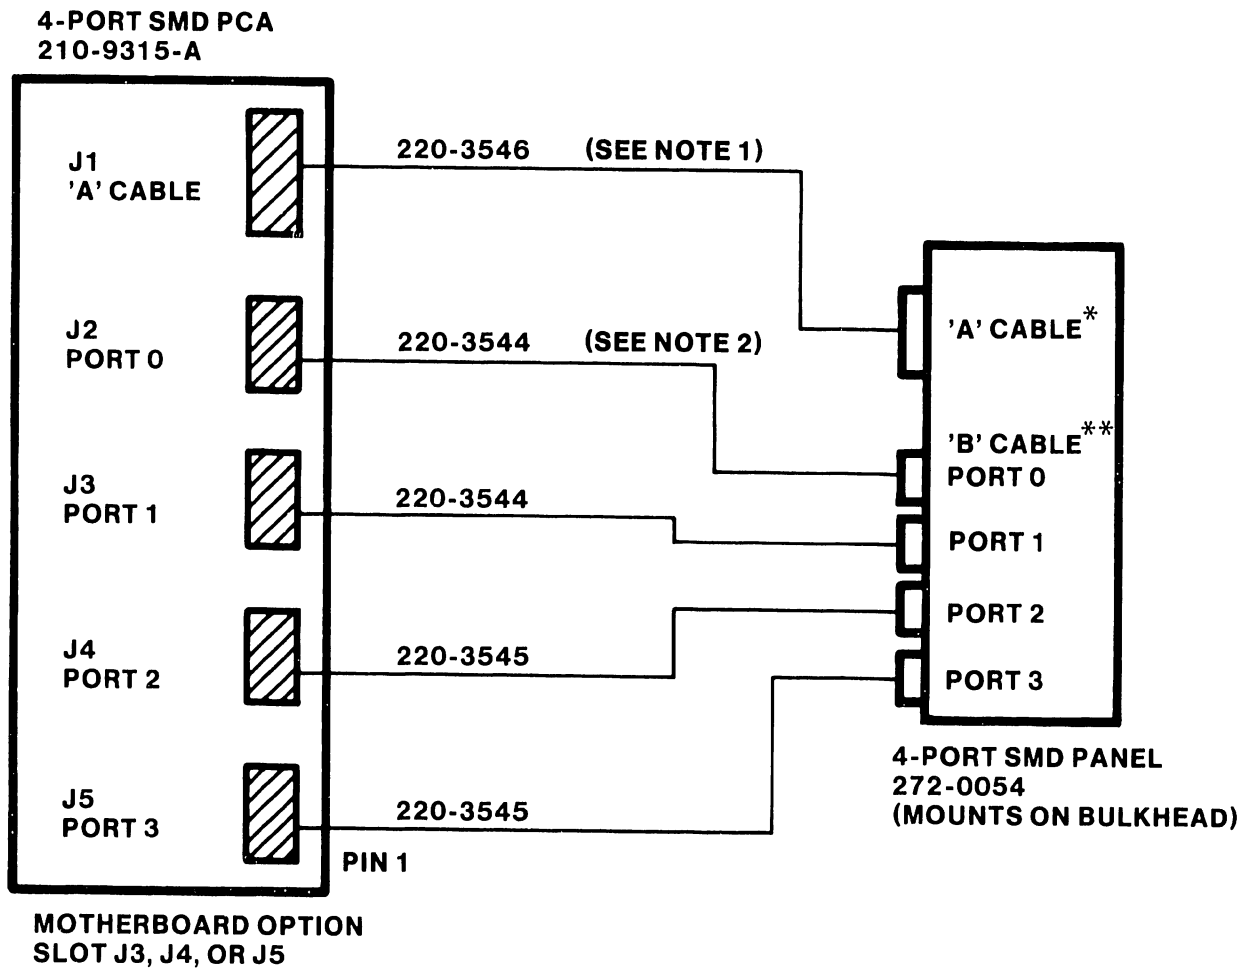 4-PORT SMD PCA
210-9315-A
J1
'A' CABLE
220-3546 (SEE NOTE 1)
J2
PORT 0
220-3544 (SEE NOTE 2)
J3
PORT 1
220-3544
J4
PORT 2
220-3545
J5
PORT 3
220-3545
PIN 1
MOTHERBOARD OPTION
SLOT J3, J4, OR J5
'A' CABLE*
'B' CABLE**
PORT 0
PORT 1
PORT 2
PORT 3
4-PORT SMD PANEL
272-0054
(MOUNTS ON BULKHEAD)